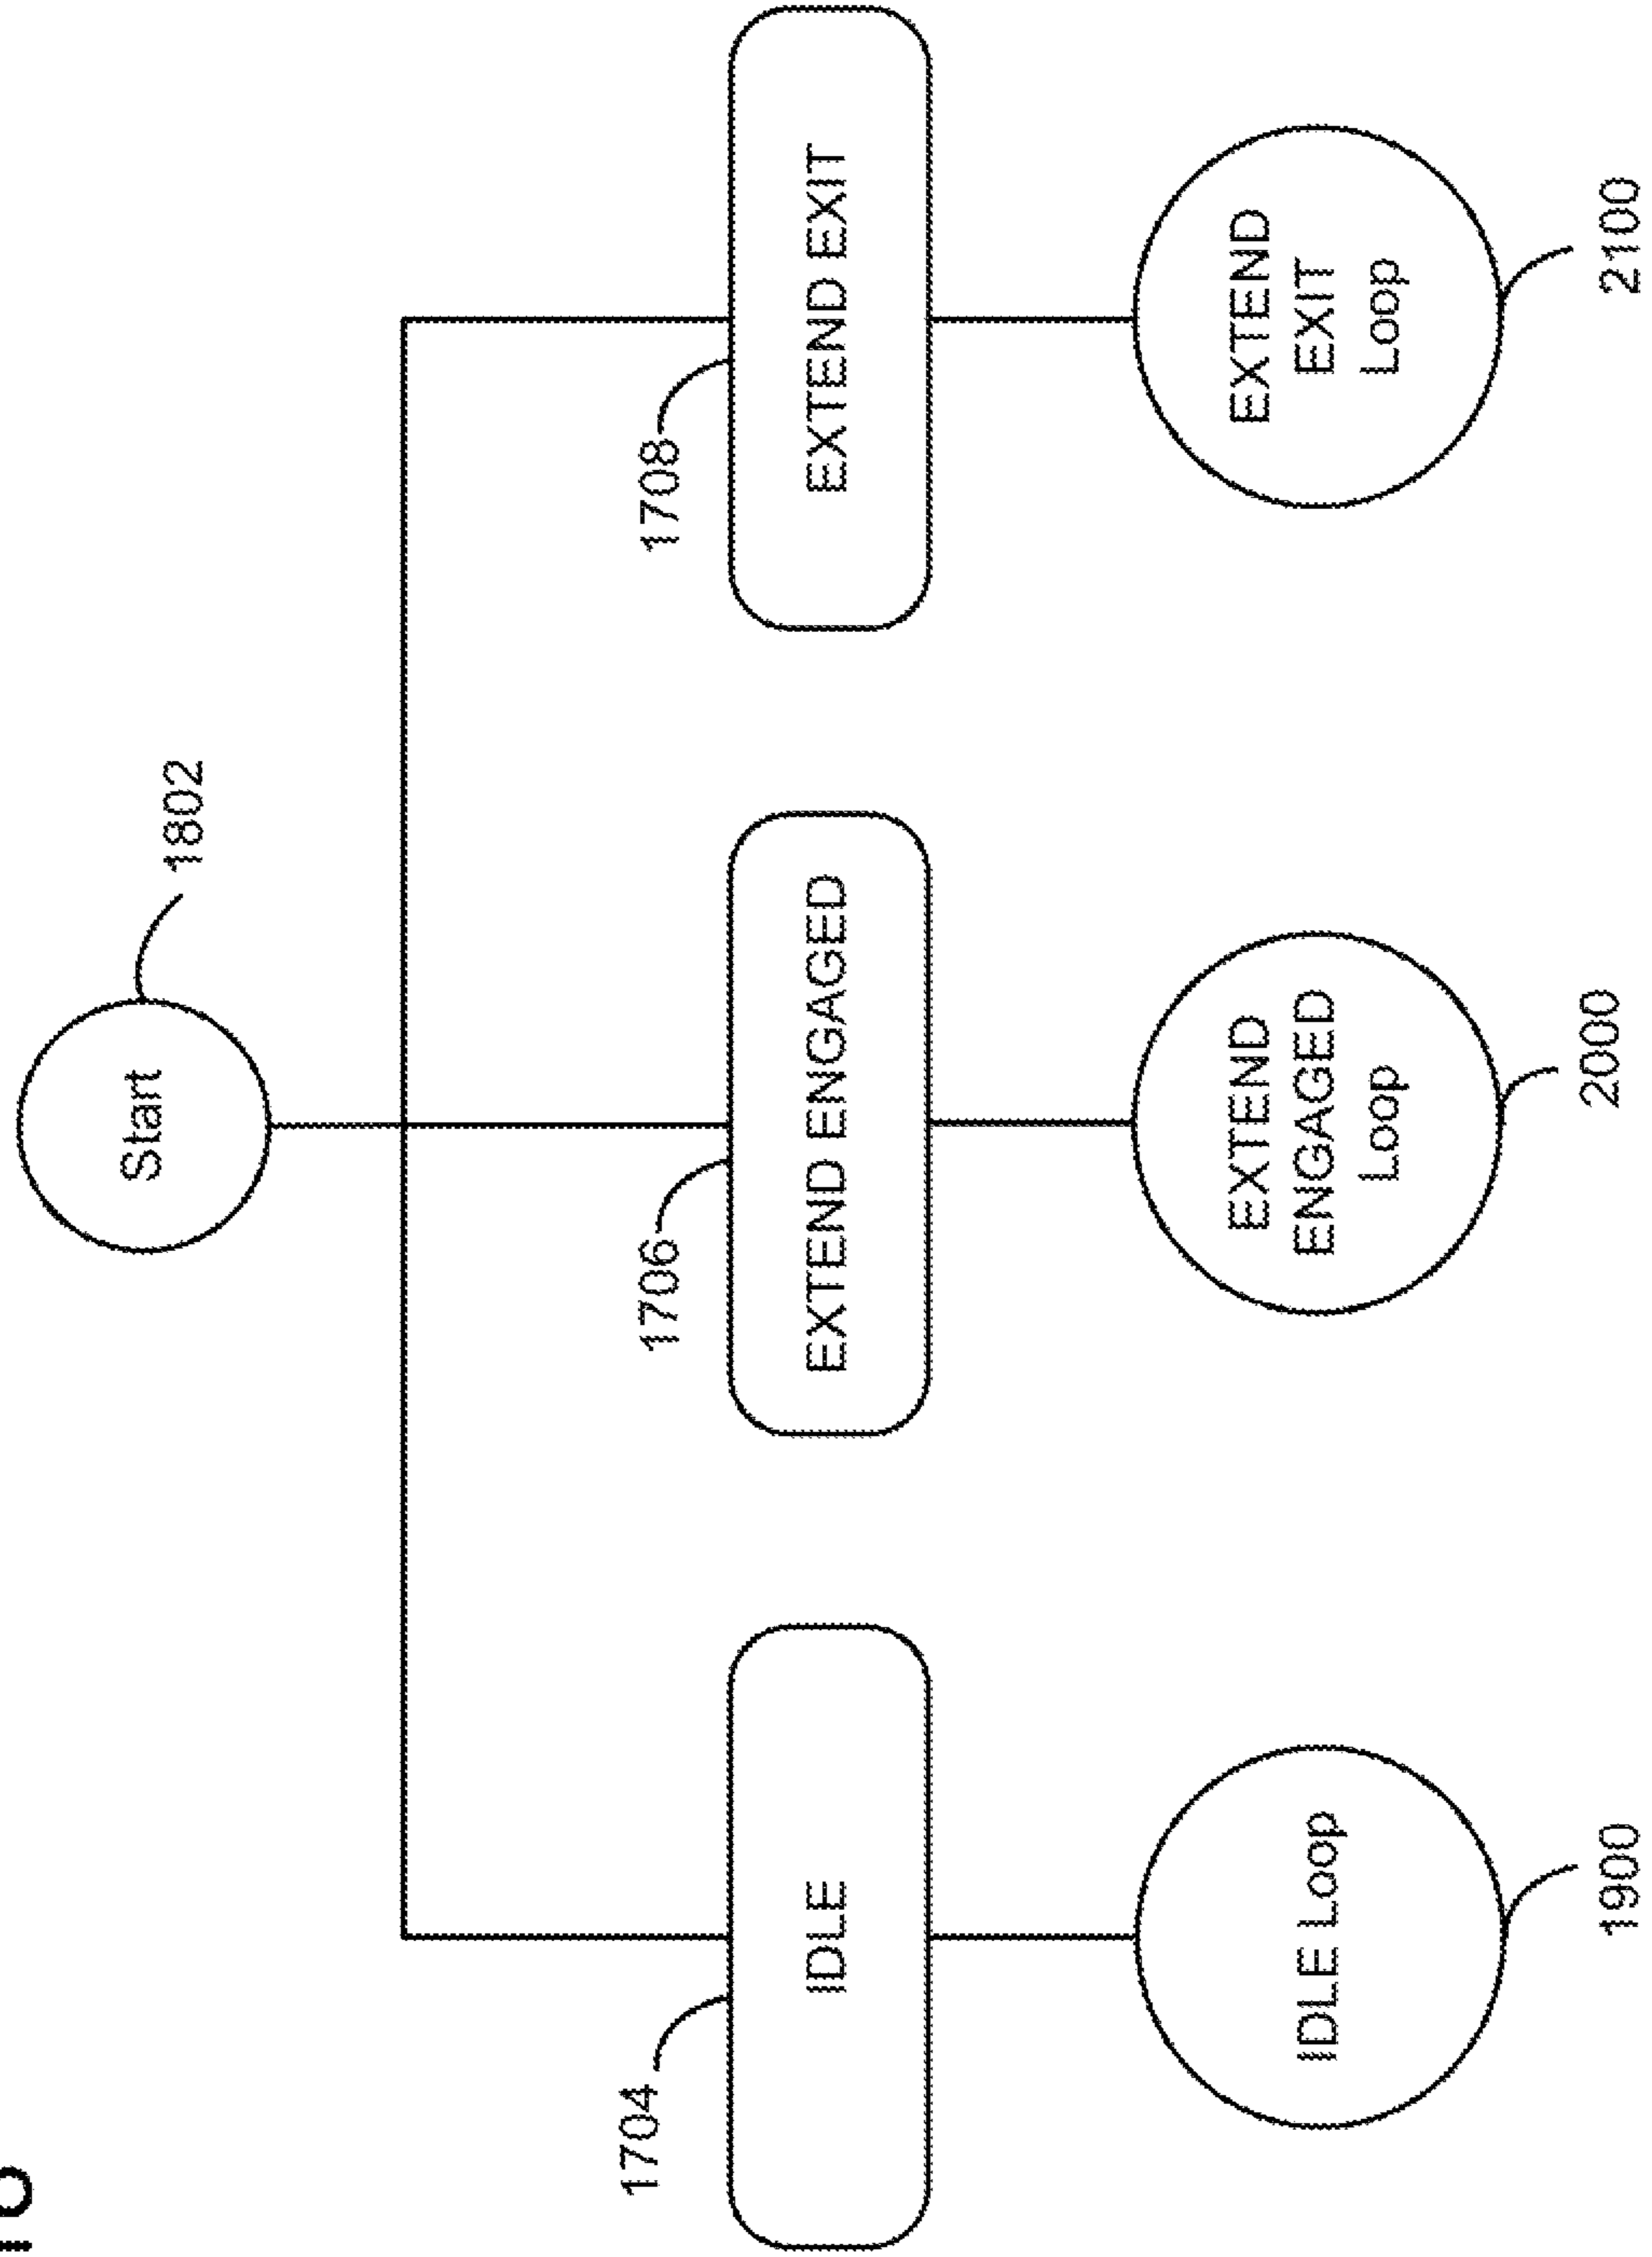 Start
1802
1704
IDLE
1706
EXTEND ENGAGED
1708
EXTEND EXIT
IDLE Loop
1900
EXTEND
ENGAGED
Loop
2000
EXTEND
EXIT
Loop
2100